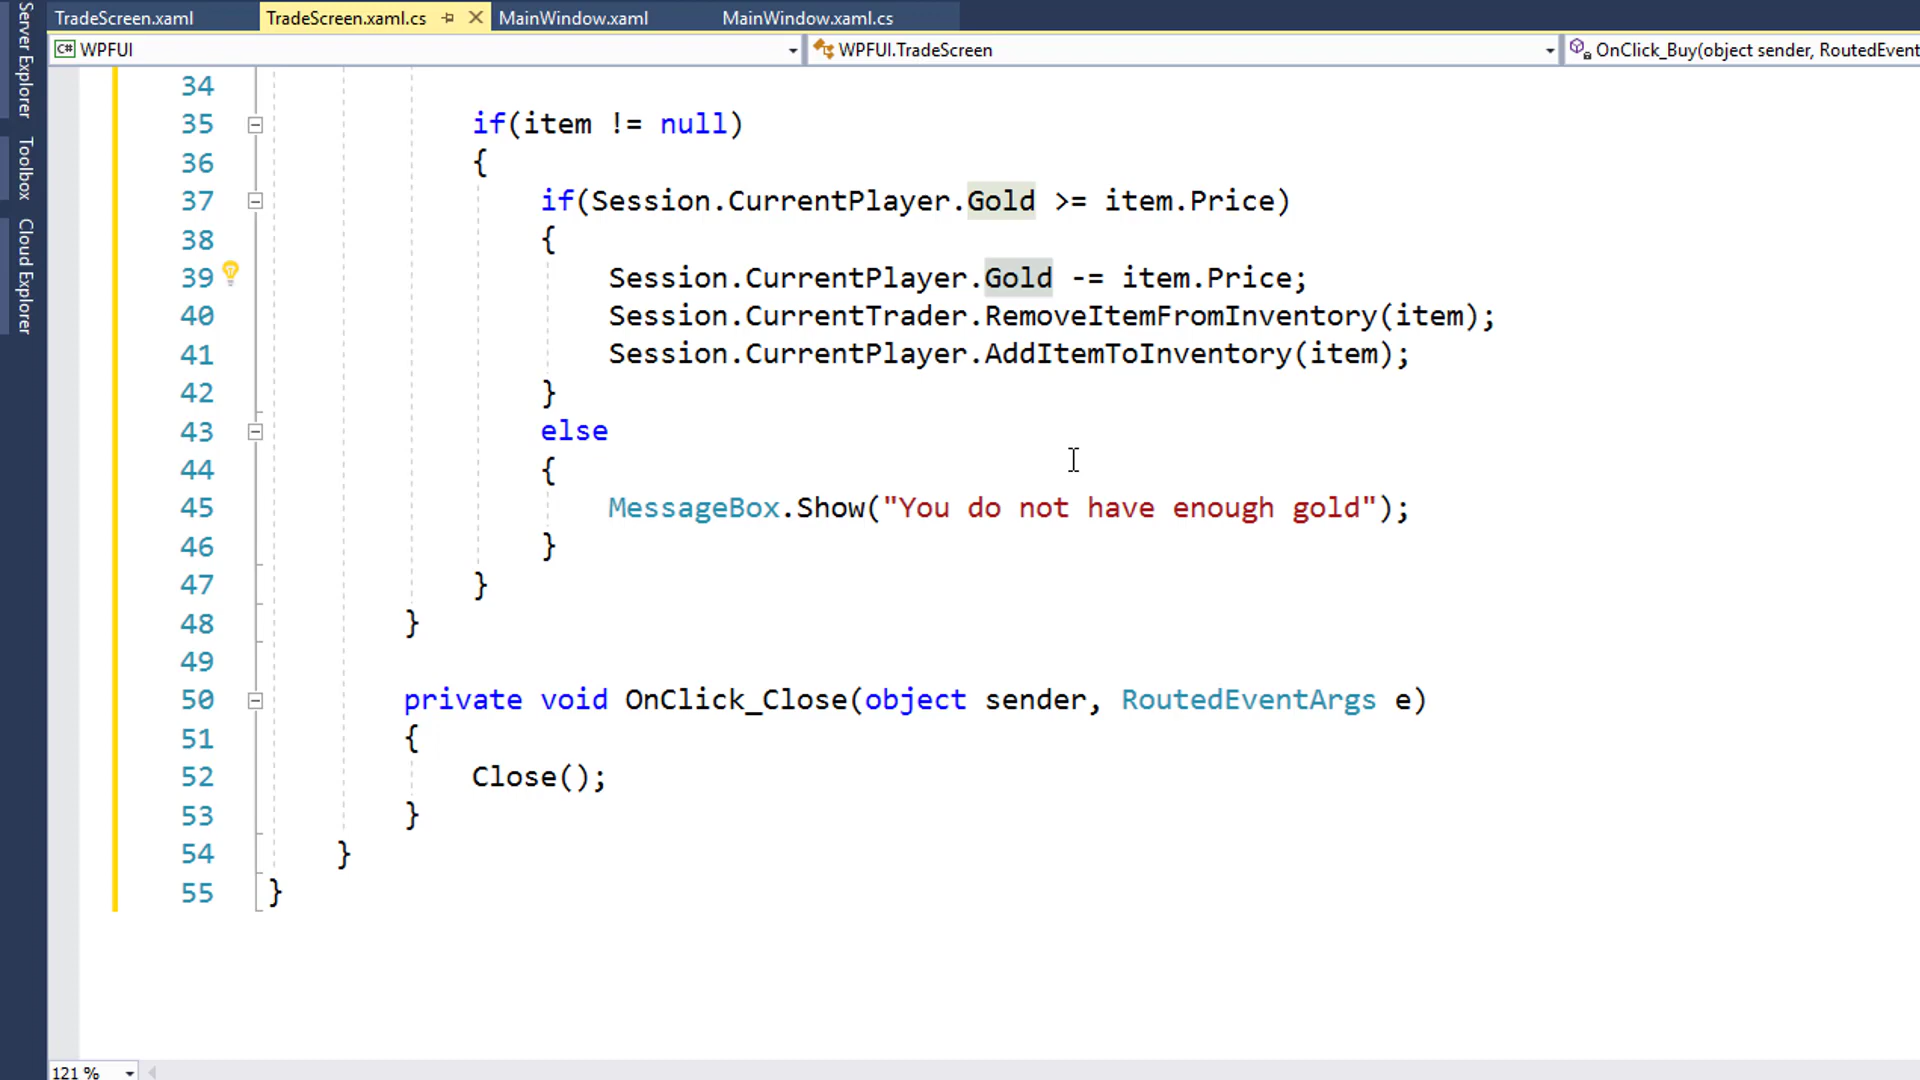 TradeScreen.xaml
TradeScreen.xaml.cs
MainWindow.xaml
MainWindow.xaml.cs
WPFUI
WPFUI.TradeScreen
OnClick_Buy(object sender, RoutedEvent
Server Explorer
Toolbox
Cloud Explorer
34
35 if(item != null)
36 {
37 if(Session.CurrentPlayer.Gold >= item.Price)
38 {
39 Session.CurrentPlayer.Gold -= item.Price;
40 Session.CurrentTrader.RemoveItemFromInventory(item);
41 Session.CurrentPlayer.AddItemToInventory(item);
42 }
43 else
44 {
45 MessageBox.Show("You do not have enough gold");
46 }
47 }
48 }
49
50 private void OnClick_Close(object sender, RoutedEventArgs e)
51 {
52 Close();
53 }
54 }
55 }
121 %